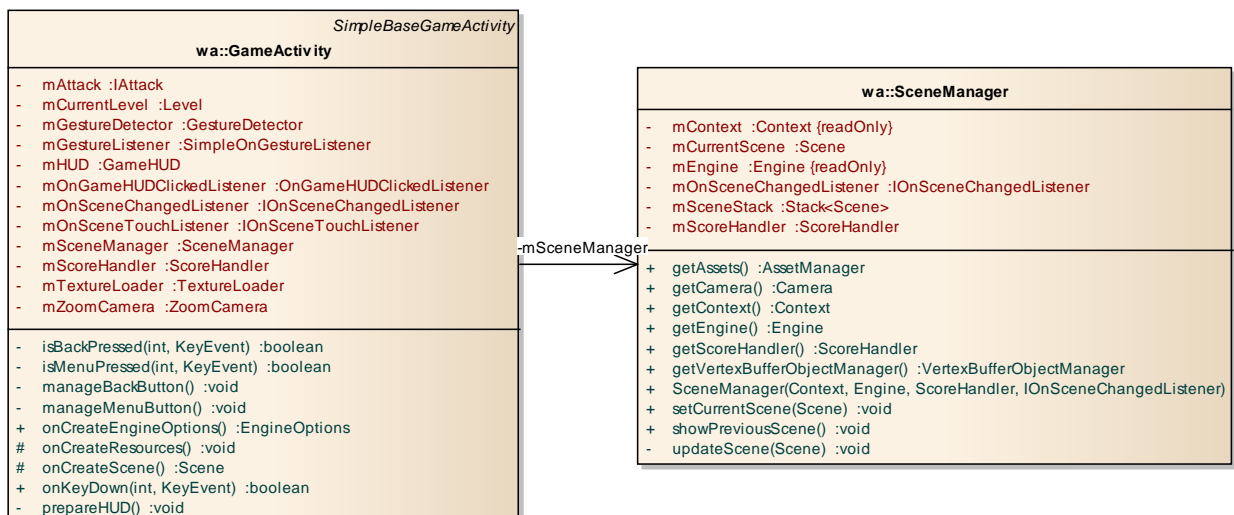 SimpleBaseGameActivity
wa::GameActivity
- mAttack :IAttack
- mCurrentLevel :Level
- mGestureDetector :GestureDetector
- mGestureListener :SimpleOnGestureListener
- mHUD :GameHUD
- mOnGameHUDClickedListener :OnGameHUDClickedListener
- mOnSceneChangedListener :IOnSceneChangedListener
- mOnSceneTouchListener :IOnSceneTouchListener
- mSceneManager :SceneManager
- mScoreHandler :ScoreHandler
- mTextureLoader :TextureLoader
- mZoomCamera :ZoomCamera
- isBackPressed(int, KeyEvent) :boolean
- isMenuPressed(int, KeyEvent) :boolean
- manageBackButton() :void
- manageMenuButton() :void
+ onCreateEngineOptions() :EngineOptions
# onCreateResources() :void
# onCreateScene() :Scene
+ onKeyDown(int, KeyEvent) :boolean
- prepareHUD() :void
-mSceneManager
wa::SceneManager
- mContext :Context {readOnly}
- mCurrentScene :Scene
- mEngine :Engine {readOnly}
- mOnSceneChangedListener :IOnSceneChangedListener
- mSceneStack :Stack<Scene>
- mScoreHandler :ScoreHandler
+ getAssets() :AssetManager
+ getCamera() :Camera
+ getContext() :Context
+ getEngine() :Engine
+ getScoreHandler() :ScoreHandler
+ getVertexBufferObjectManager() :VertexBufferObjectManager
+ SceneManager(Context, Engine, ScoreHandler, IOnSceneChangedListener)
+ setCurrentScene(Scene) :void
+ showPreviousScene() :void
- updateScene(Scene) :void